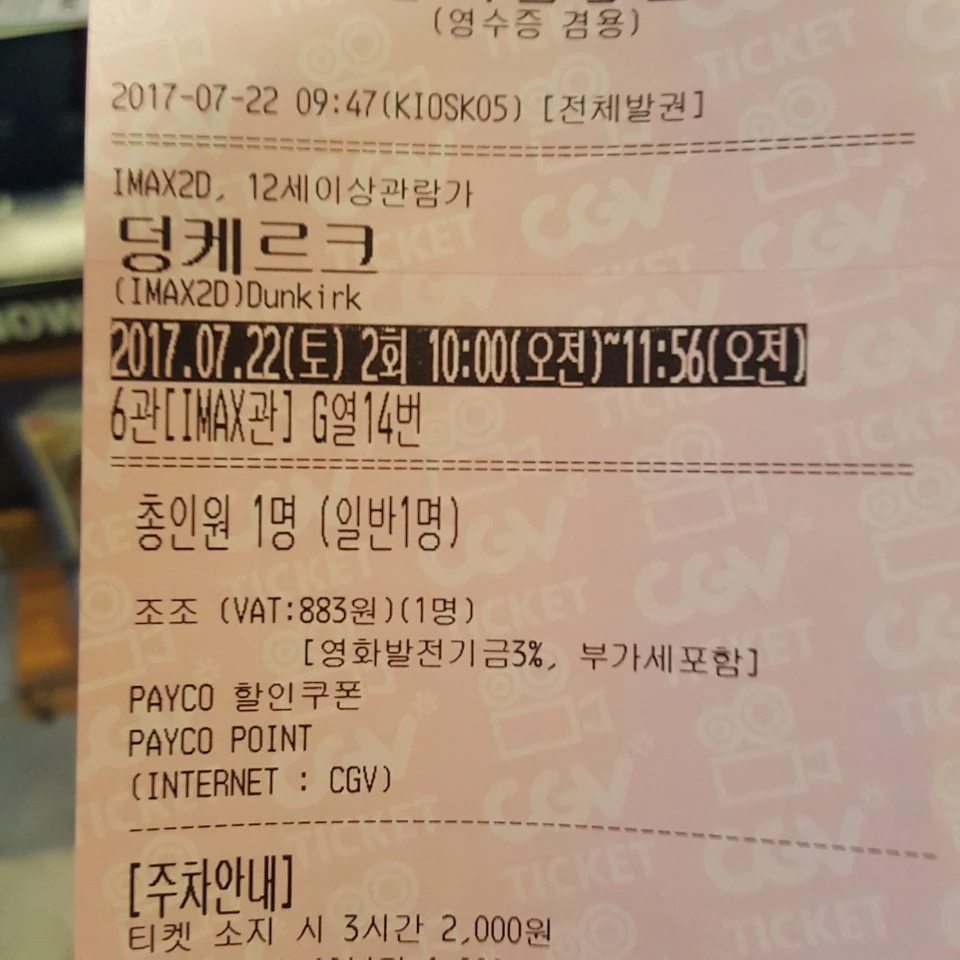 (영수증 겸용)
2017-07-22 09:47(KIOSK05) [전체발권]
IMAX2D, 12세이상관람가
덩케르크
(IMAX2D)Dunkirk
2017.07.22(토) 2회 10:00(오전)~11:56(오전)
6관[IMAX관] G열14번
총인원 1명 (일반1명)
조조 (VAT:883원)(1명)
[영화발전기금3%, 부가세포함]
PAYCO 할인쿠폰
PAYCO POINT
(INTERNET : CGV)
[주차안내]
티켓 소지 시 3시간 2,000원